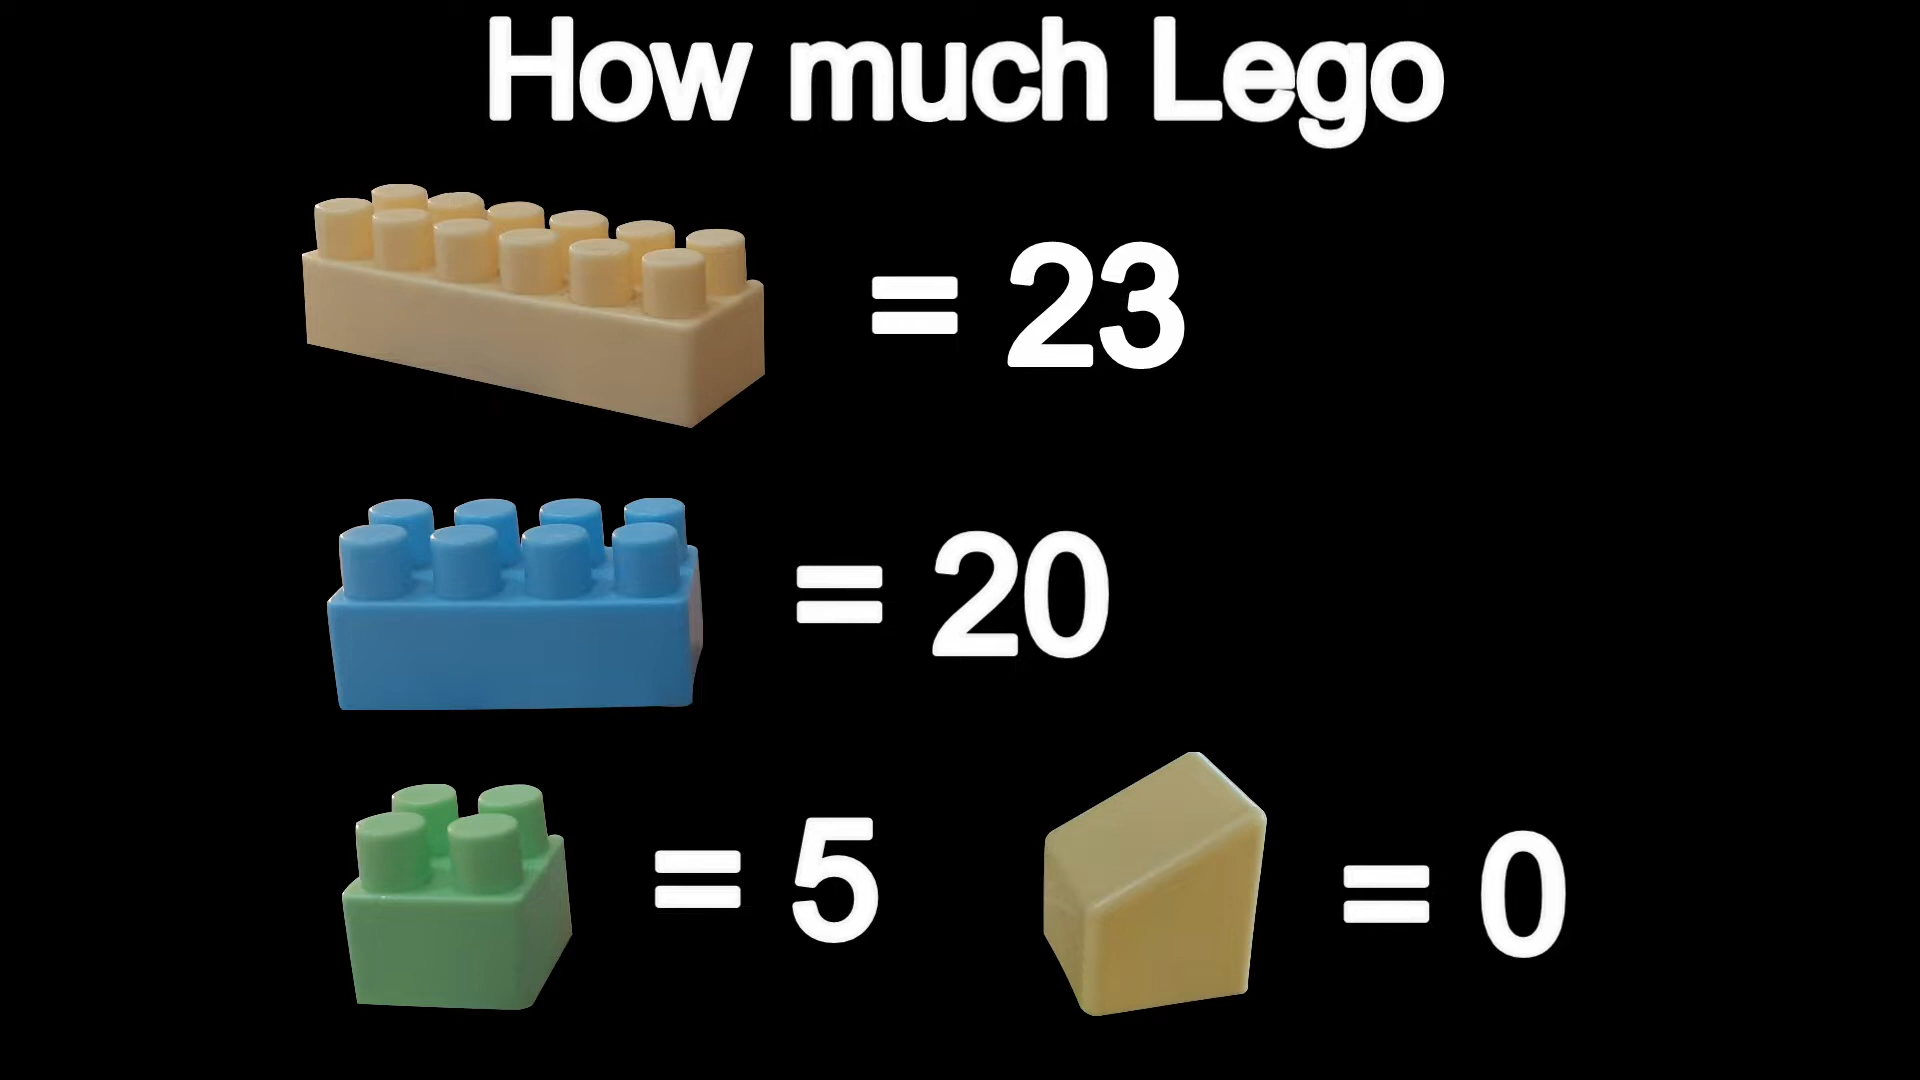 How much Lego
= 23
= 20
= 5
= 0